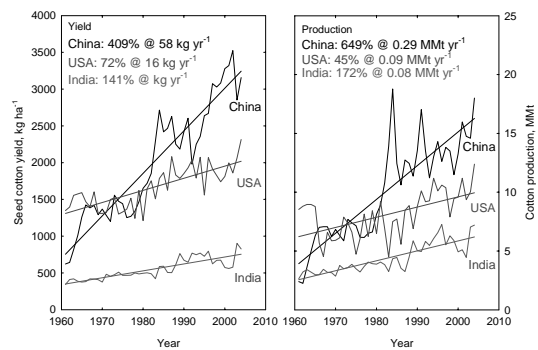 Yield
China: 409% @ 58 kg yr-1
USA: 72% @ 16 kg yr-1
India: 141% @ kg yr-1
China
USA
India
4000
3500
3000
2500
2000
1500
1000
500
0
1960
1970
1980
1990
2000
2010
Seed cotton yield, kg ha-1
Year
Production
China: 649% @ 0.29 MMt yr-1
USA: 45% @ 0.09 MMt yr-1
India: 172% @ 0.08 MMt yr-1
China
USA
India
25
20
15
10
5
0
1960
1970
1980
1990
2000
2010
Cotton production, MMt
Year